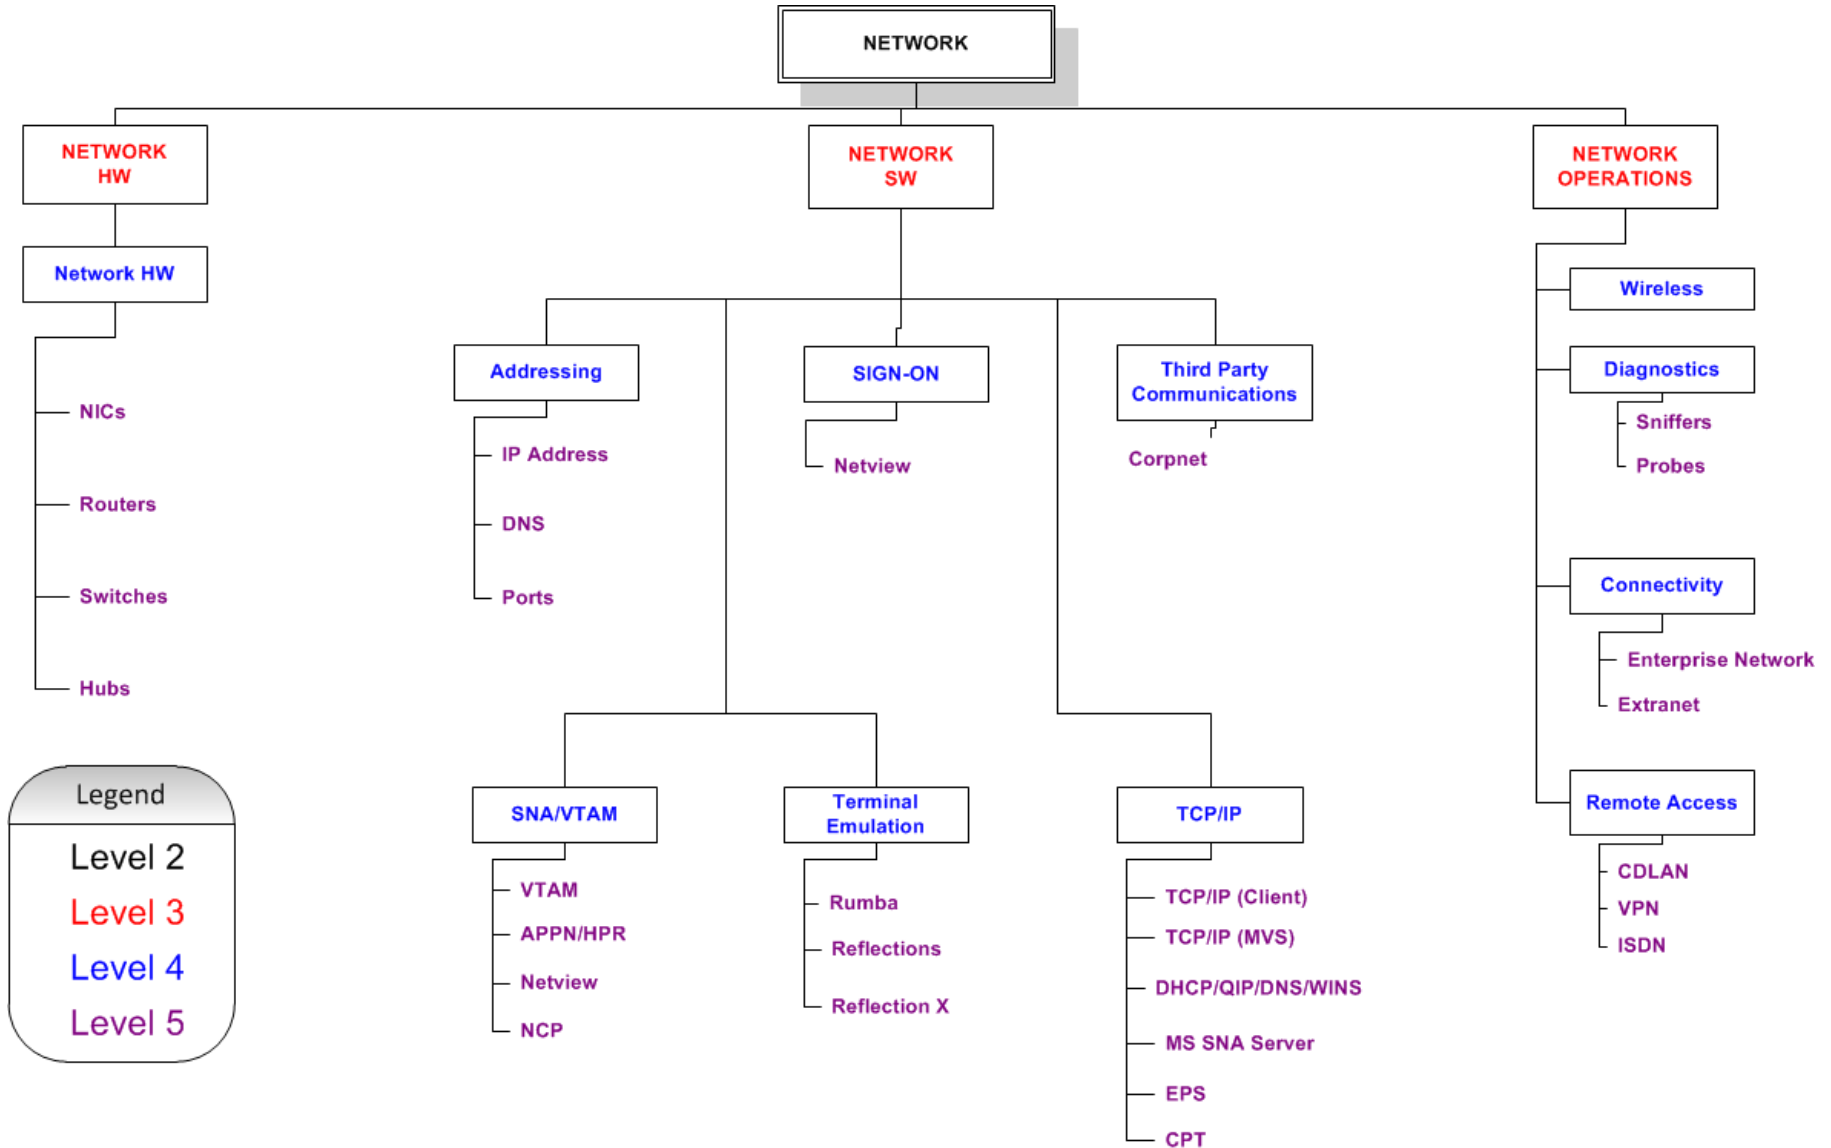 NETWORK
NETWORK
HW
NETWORK
SW
NETWORK
OPERATIONS
Network HW
NICs
Routers
Switches
Hubs
Addressing
IP Address
DNS
Ports
SIGN-ON
Netview
Third Party
Communications
Corpnet
SNA/VTAM
VTAM
APPN/HPR
Netview
NCP
Terminal
Emulation
Rumba
Reflections
Reflection X
TCP/IP
TCP/IP (Client)
TCP/IP (MVS)
DHCP/QIP/DNS/WINS
MS SNA Server
EPS
CPT
Wireless
Diagnostics
Sniffers
Probes
Connectivity
Enterprise Network
Extranet
Remote Access
CDLAN
VPN
ISDN
Legend
Level 2
Level 3
Level 4
Level 5